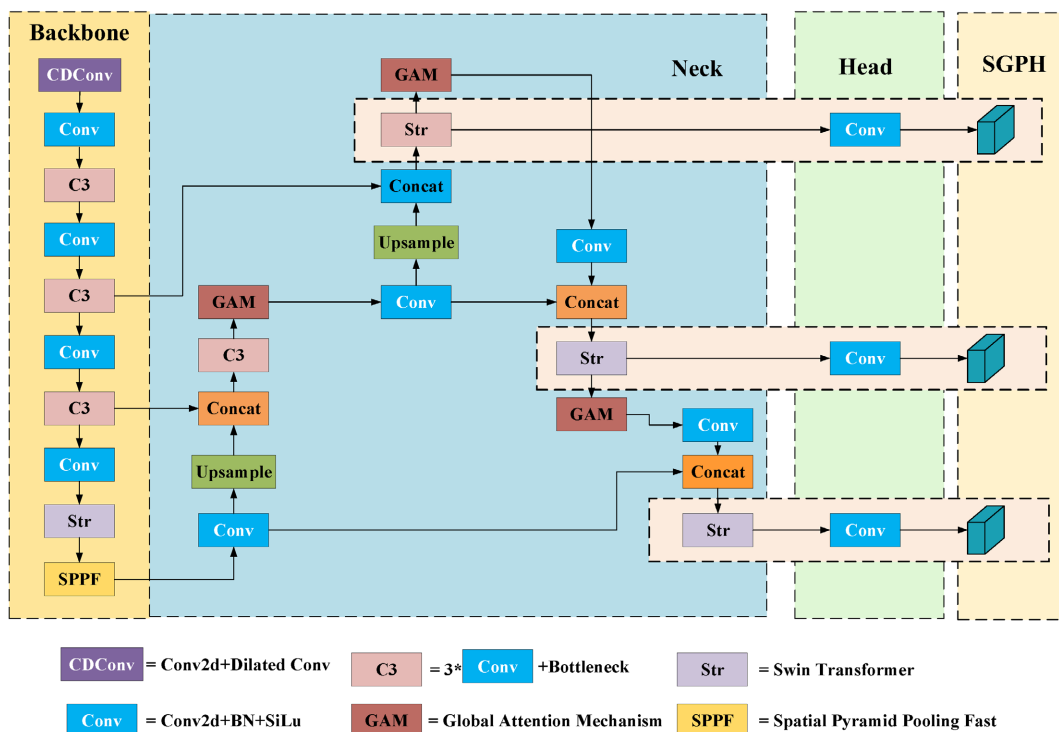 Backbone
Neck
Head
SGPH
CDConv
Conv
C3
Conv
C3
Conv
C3
Conv
Str
SPPF
GAM
C3
Concat
Upsample
Conv
GAM
Str
Concat
Upsample
Conv
Conv
Concat
Str
GAM
Conv
Concat
Str
Conv
Conv
Conv
CDConv = Conv2d+Dilated Conv
C3 = 3* Conv +Bottleneck
Str = Swin Transformer
Conv = Conv2d+BN+SiLu
GAM = Global Attention Mechanism
SPPF = Spatial Pyramid Pooling Fast